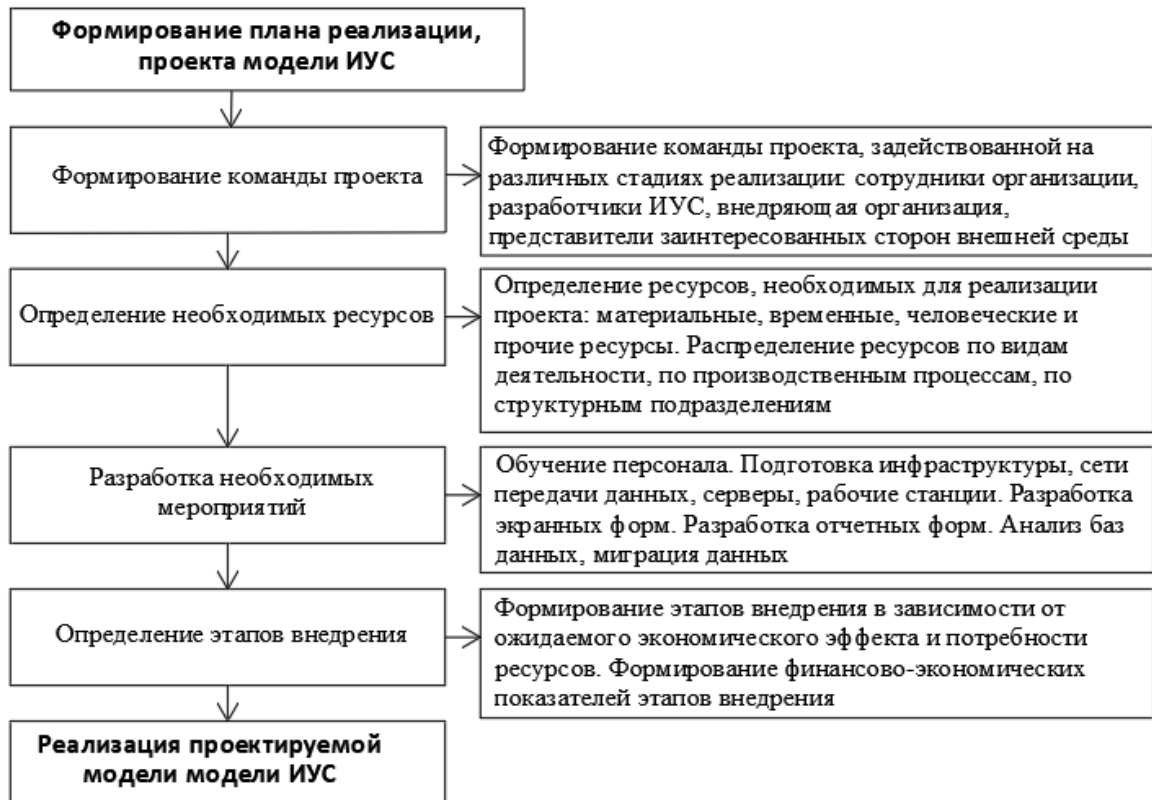 Формирование плана реализации,
проекта модели ИУС
Формирование команды проекта
Формирование команды проекта, задействованной на
различных стадиях реализации: сотрудники организации,
разработчики ИУС, внедряющая организация,
представители заинтересованных сторон внешней среды
Определение необходимых ресурсов
Определение ресурсов, необходимых для реализации
проекта: материальные, временные, человеческие и
прочие ресурсы. Распределение ресурсов по видам
деятельности, по производственным процессам, по
структурным подразделениям
Разработка необходимых
мероприятий
Обучение персонала. Подготовка инфраструктуры, сети
передачи данных, серверы, рабочие станции. Разработка
экранных форм. Разработка отчетных форм. Анализ баз
данных, миграция данных
Определение этапов внедрения
Формирование этапов внедрения в зависимости от
ожидаемого экономического эффекта и потребности
ресурсов. Формирование финансово-экономических
показателей этапов внедрения
Реализация проектируемой
модели модели ИУС